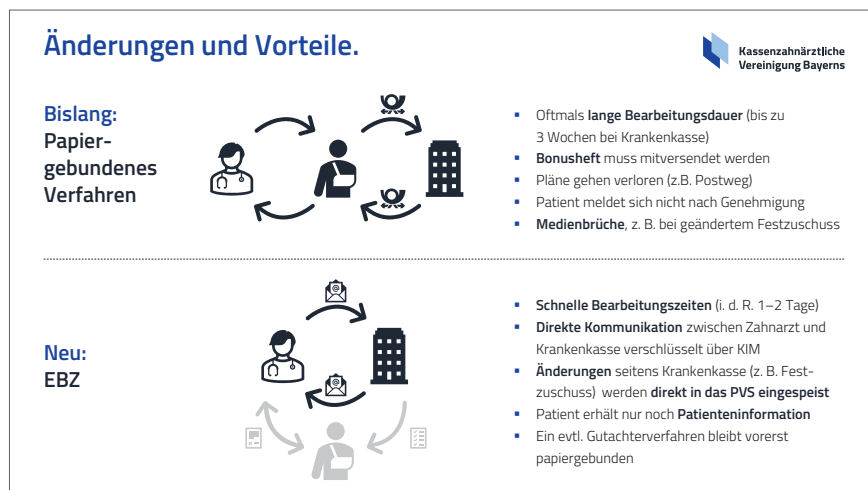 Änderungen und Vorteile.
Kassenzahnärztliche
Vereinigung Bayerns
Bislang:
Papier-
gebundenes
Verfahren
▪ Oftmals lange Bearbeitungsdauer (bis zu
3 Wochen bei Krankenkasse)
▪ Bonusheft muss mitversendet werden
▪ Pläne gehen verloren (z.B. Postweg)
▪ Patient meldet sich nicht nach Genehmigung
▪ Medienbrüche, z. B. bei geändertem Festzuschuss
Neu:
EBZ
@
@
▪ Schnelle Bearbeitungszeiten (i. d. R. 1–2 Tage)
▪ Direkte Kommunikation zwischen Zahnarzt und
Krankenkasse verschlüsselt über KIM
▪ Änderungen seitens Krankenkasse (z. B. Fest-
zuschuss) werden direkt in das PVS eingespeist
▪ Patient erhält nur noch Patienteninformation
▪ Ein evtl. Gutachterverfahren bleibt vorerst
papiergebunden